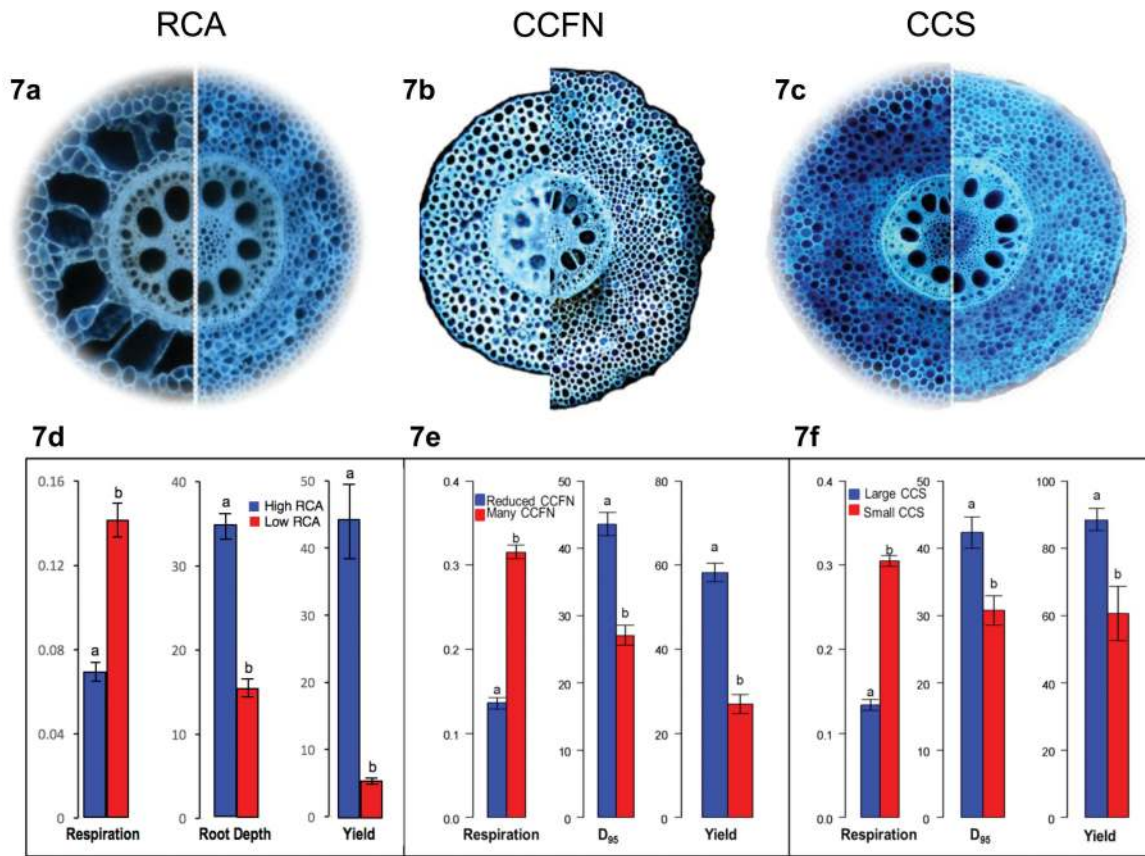 RCA
CCFN
CCS
7a
7b
7c
7d
7e
7f
0.16
0.12
0.08
0.04
0
a
b
Respiration
40
30
20
10
0
a
b
Root Depth
High RCA
Low RCA
50
40
30
20
10
0
a
b
Yield
0.4
0.3
0.2
0.1
0.0
Reduced CCFN
Many CCFN
a
b
Respiration
50
40
30
20
10
0
a
b
D95
80
60
40
20
0
a
b
Yield
0.4
0.3
0.2
0.1
0.0
Large CCS
Small CCS
a
b
Respiration
50
40
30
20
10
0
a
b
D95
100
80
60
40
20
0
a
b
Yield